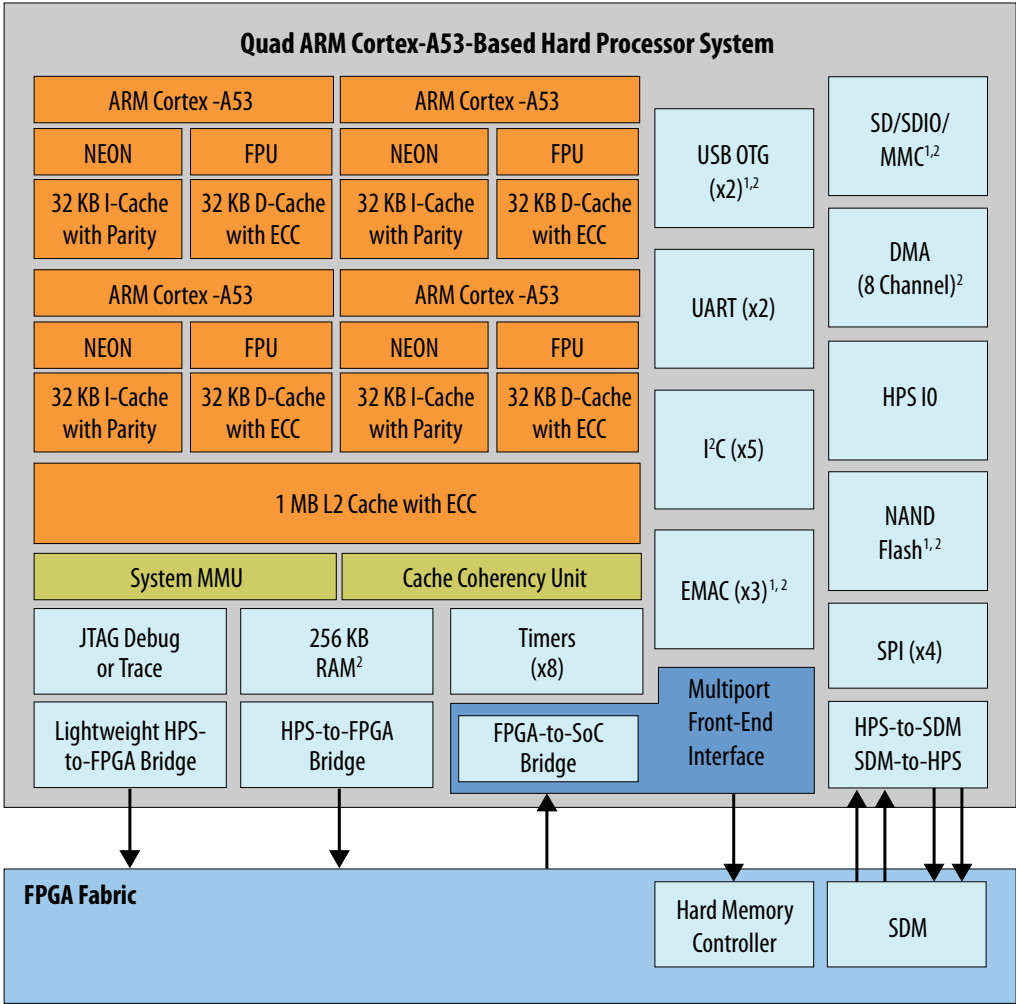 Quad ARM Cortex-A53-Based Hard Processor System
ARM Cortex -A53
ARM Cortex -A53
NEON
FPU
NEON
FPU
32 KB I-Cache
with Parity
32 KB D-Cache
with ECC
32 KB I-Cache
with Parity
32 KB D-Cache
with ECC
ARM Cortex -A53
ARM Cortex -A53
NEON
FPU
NEON
FPU
32 KB I-Cache
with Parity
32 KB D-Cache
with ECC
32 KB I-Cache
with Parity
32 KB D-Cache
with ECC
1 MB L2 Cache with ECC
System MMU
Cache Coherency Unit
JTAG Debug
or Trace
256 KB
RAM²
Timers
(x8)
Lightweight HPS-
to-FPGA Bridge
HPS-to-FPGA
Bridge
FPGA-to-SoC
Bridge
Multiport
Front-End
Interface
USB OTG
(x2)¹,²
UART (x2)
I²C (x5)
EMAC (x3)¹, ²
SD/SDIO/
MMC¹,²
DMA
(8 Channel)²
HPS I0
NAND
Flash¹, ²
SPI (x4)
HPS-to-SDM
SDM-to-HPS
FPGA Fabric
Hard Memory
Controller
SDM